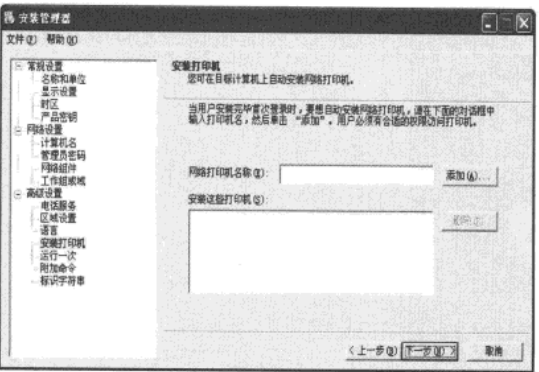 安装管理器
文件(F) 帮助(H)
常规设置
名称和单位
显示设置
时区
产品密钥
网络设置
计算机名
管理员密码
网络组件
工作组或域
高级设置
电话服务
区域设置
语言
安装打印机
运行一次
附加命令
标识字符串
安装打印机
您可在目标计算机上自动安装网络打印机。
当用户安装完毕首次登录时，要想自动安装网络打印机，请在下面的对话框中
输入打印机名，然后单击“添加”。用户必须有合适的权限访问打印机。
网络打印机名称(E)：
添加(A)...
安装这些打印机(S)：
删除
<上一步(B) 下一步(N)> 取消